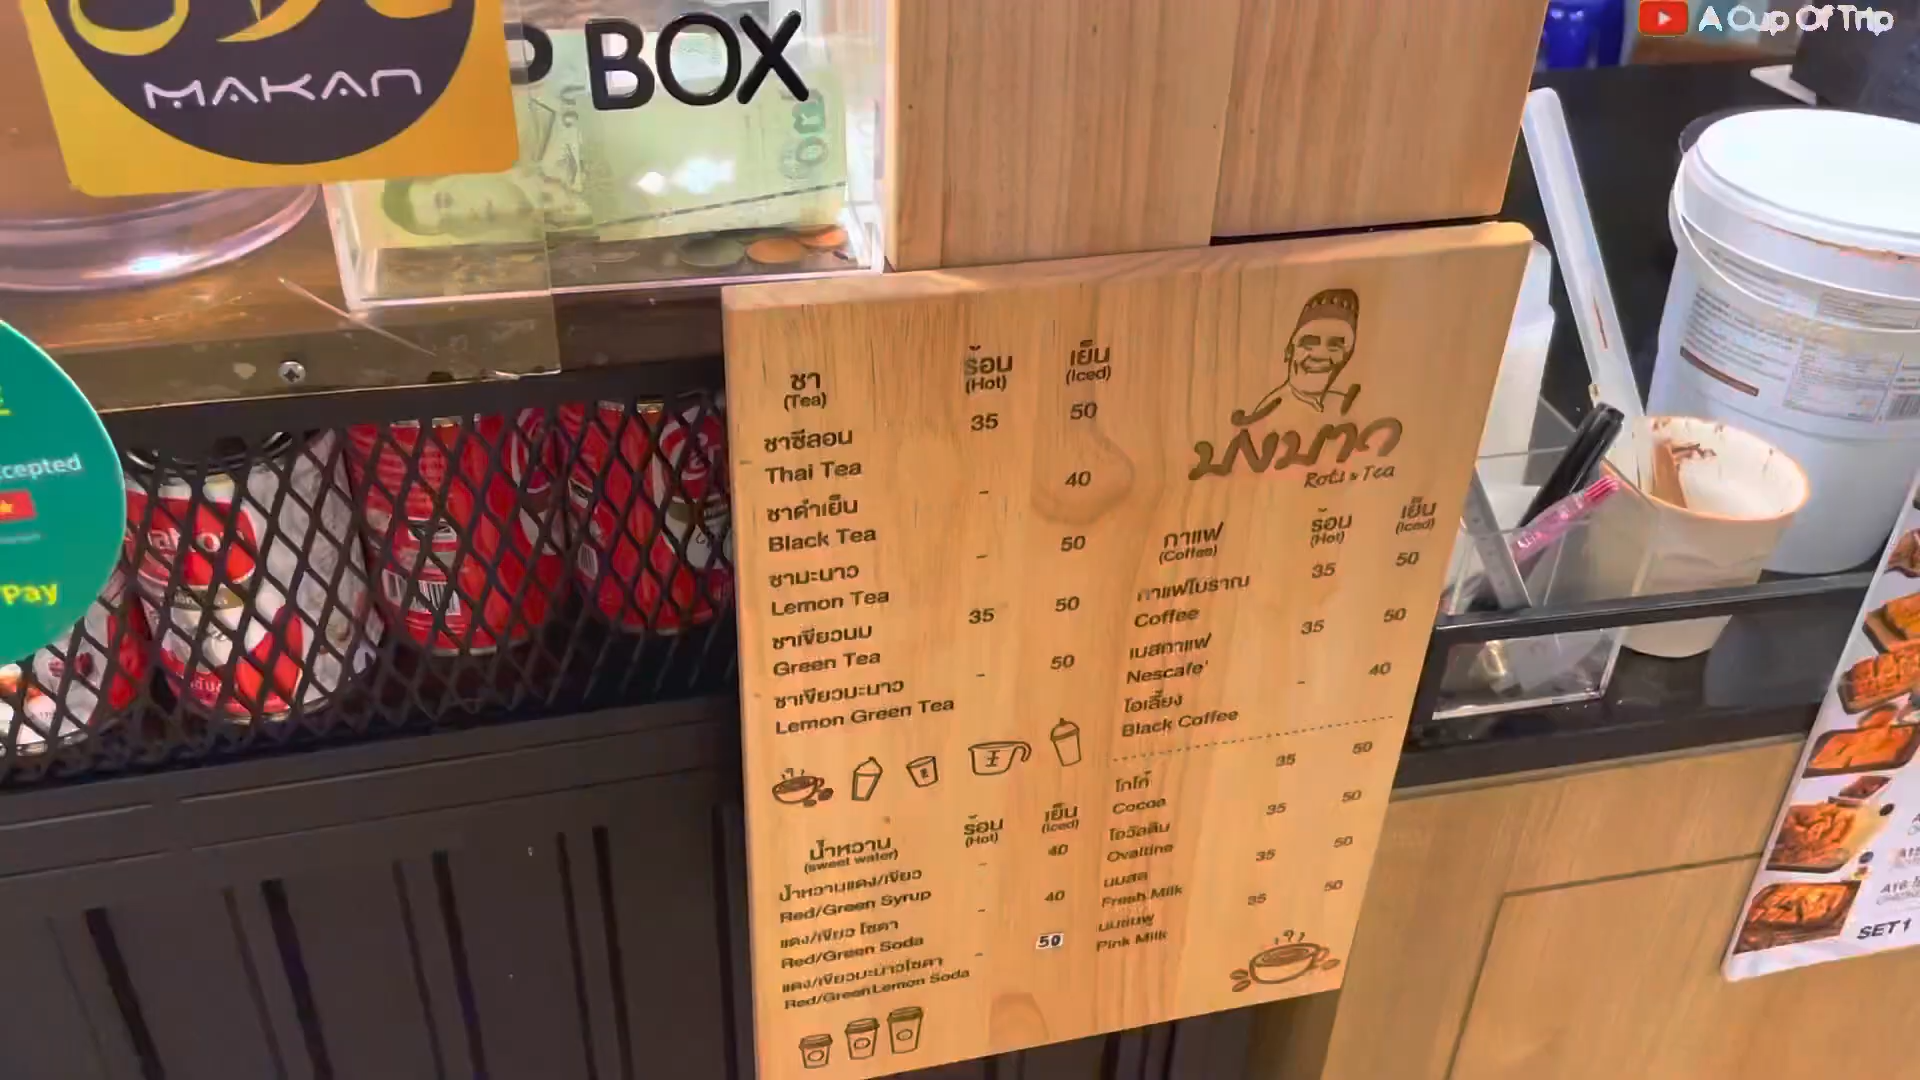 A Cup Of Trip
MAKAN
P BOX
ccepted
Pay
ชา
(Tea)
ร้อน
(Hot)
เย็น
(Iced)
ชาซีลอน 35 50
Thai Tea
ชาดำเย็น - 40
Black Tea
ชามะนาว - 50
Lemon Tea
ชาเขียวนม 35 50
Green Tea
ชาเขียวมะนาว - 50
Lemon Green Tea
น้ำหวาน
(sweet water)
ร้อน
(Hot)
เย็น
(Iced)
น้ำหวานแดง/เขียว - 40
Red/Green Syrup
แดง/เขียว โซดา - 40
Red/Green Soda
แดง/เขียวมะนาวโซดา - 50
Red/Green Lemon Soda
บังบ่าว
Roti & Tea
กาแฟ
(Coffee)
ร้อน
(Hot)
เย็น
(Iced)
กาแฟโบราณ 35 50
Coffee
เนสกาแฟ 35 50
Nescafe'
โอเลี้ยง - 40
Black Coffee
โกโก้ 35 50
Cocoa
โอวัลติน 35 50
Ovaltine
นมสด 35 50
Fresh Milk
นมชมพู 35 50
Pink Milk
SET 1